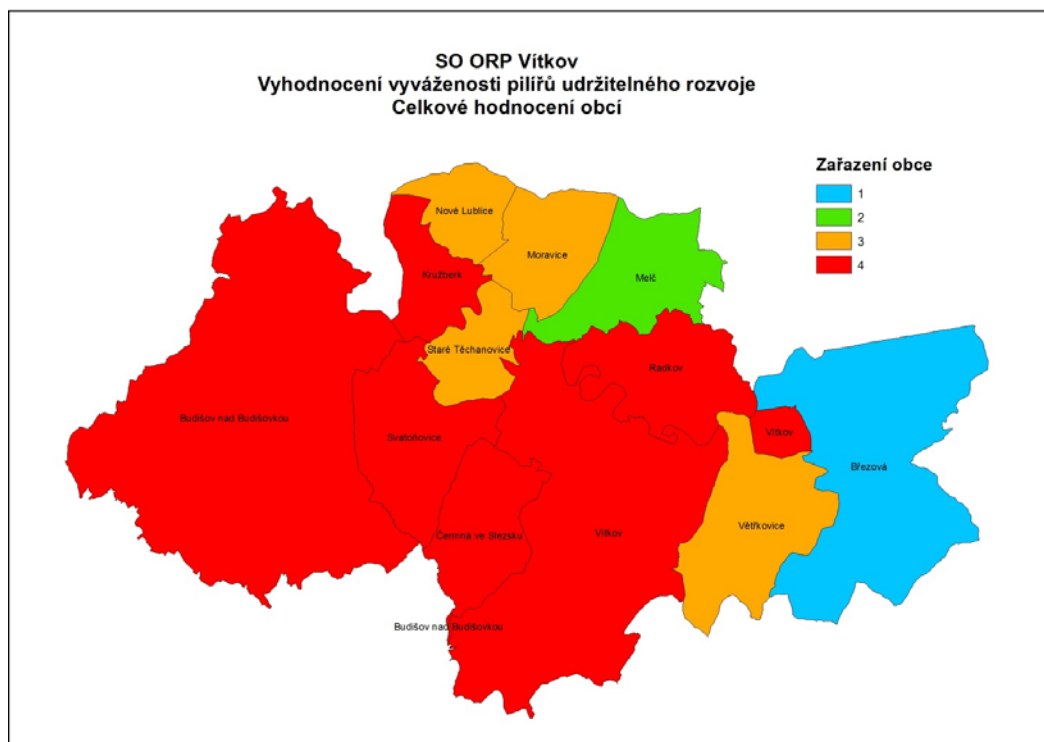 SO ORP Vítkov
Vyhodnocení vyváženosti pilířů udržitelného rozvoje
Celkové hodnocení obcí
Zařazení obce
1
2
3
4
Nové Lublice
Moravice
Kružberk
Melč
Staré Těchanovice
Radkov
Budišov nad Budišovkou
Svatoňovice
Vítkov
Březová
Větřkovice
Čermná ve Slezsku
Vítkov
Budišov nad Budišovkou